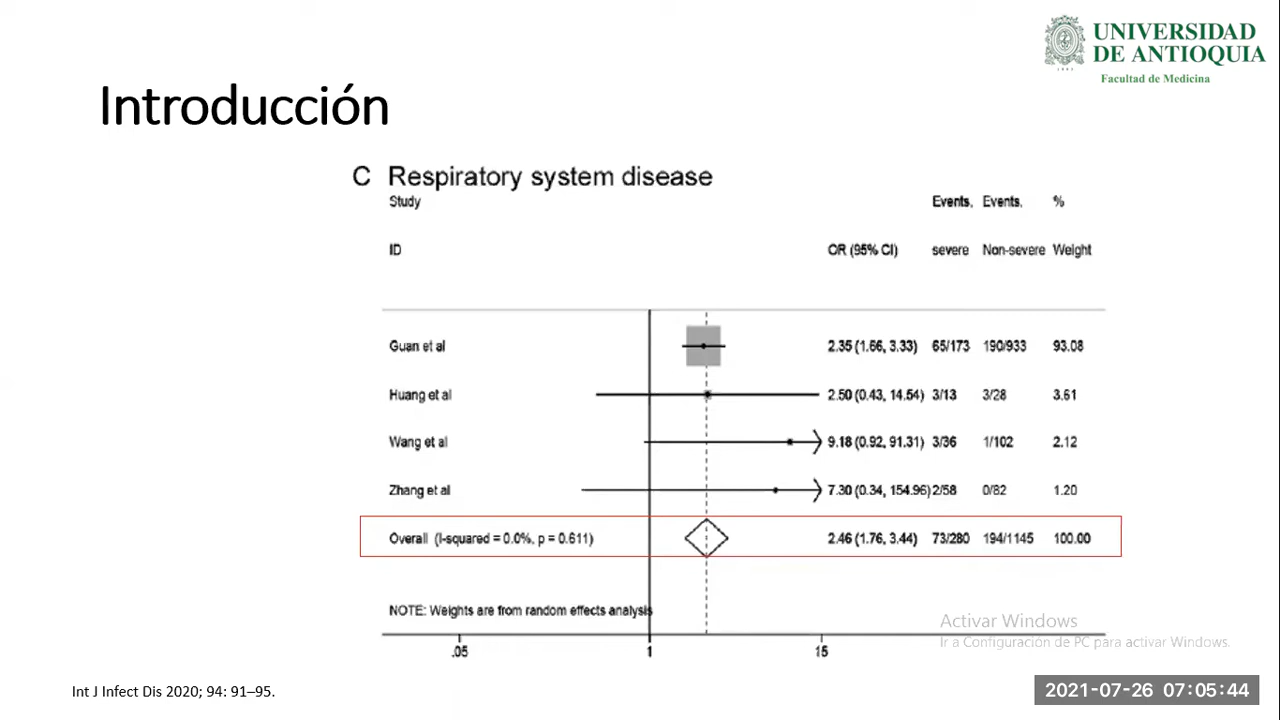 UNIVERSIDAD
DE ANTIOQUIA
1803
Facultad de Medicina
Introducción
C Respiratory system disease
Study Events, Events, %
ID OR (95% CI) severe Non-severe Weight
Guan et al 2.35 (1.66, 3.33) 65/173 190/933 93.08
Huang et al 2.50 (0.43, 14.54) 3/13 3/28 3.61
Wang et al 9.18 (0.92, 91.31) 3/36 1/102 2.12
Zhang et al 7.30 (0.34, 154.96) 2/58 0/82 1.20
Overall (I-squared = 0.0%, p = 0.611) 2.46 (1.76, 3.44) 73/280 194/1145 100.00
NOTE: Weights are from random effects analysis
.05 1 15
Activar Windows
Ir a Configuración de PC para activar Windows.
Int J Infect Dis 2020; 94: 91–95.
2021-07-26 07:05:44